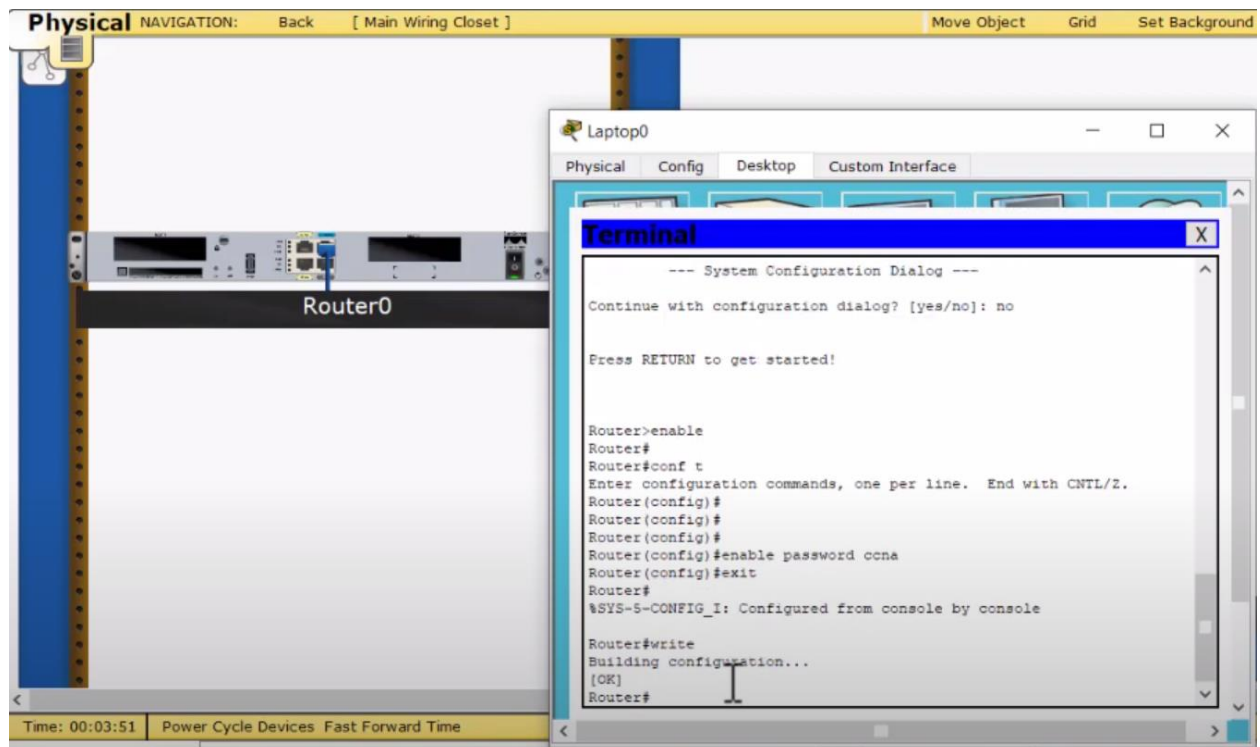 Physical NAVIGATION: Back [ Main Wiring Closet ] Move Object Grid Set Background
Laptop0
Physical Config Desktop Custom Interface
Terminal X
--- System Configuration Dialog ---
Continue with configuration dialog? [yes/no]: no
Press RETURN to get started!
Router>enable
Router#
Router#conf t
Enter configuration commands, one per line. End with CNTL/Z.
Router(config)#
Router(config)#
Router(config)#
Router(config)#enable password ccna
Router(config)#exit
Router#
%SYS-5-CONFIG_I: Configured from console by console
Router#write
Building configuration...
[OK]
Router#
Router0
Time: 00:03:51 Power Cycle Devices Fast Forward Time